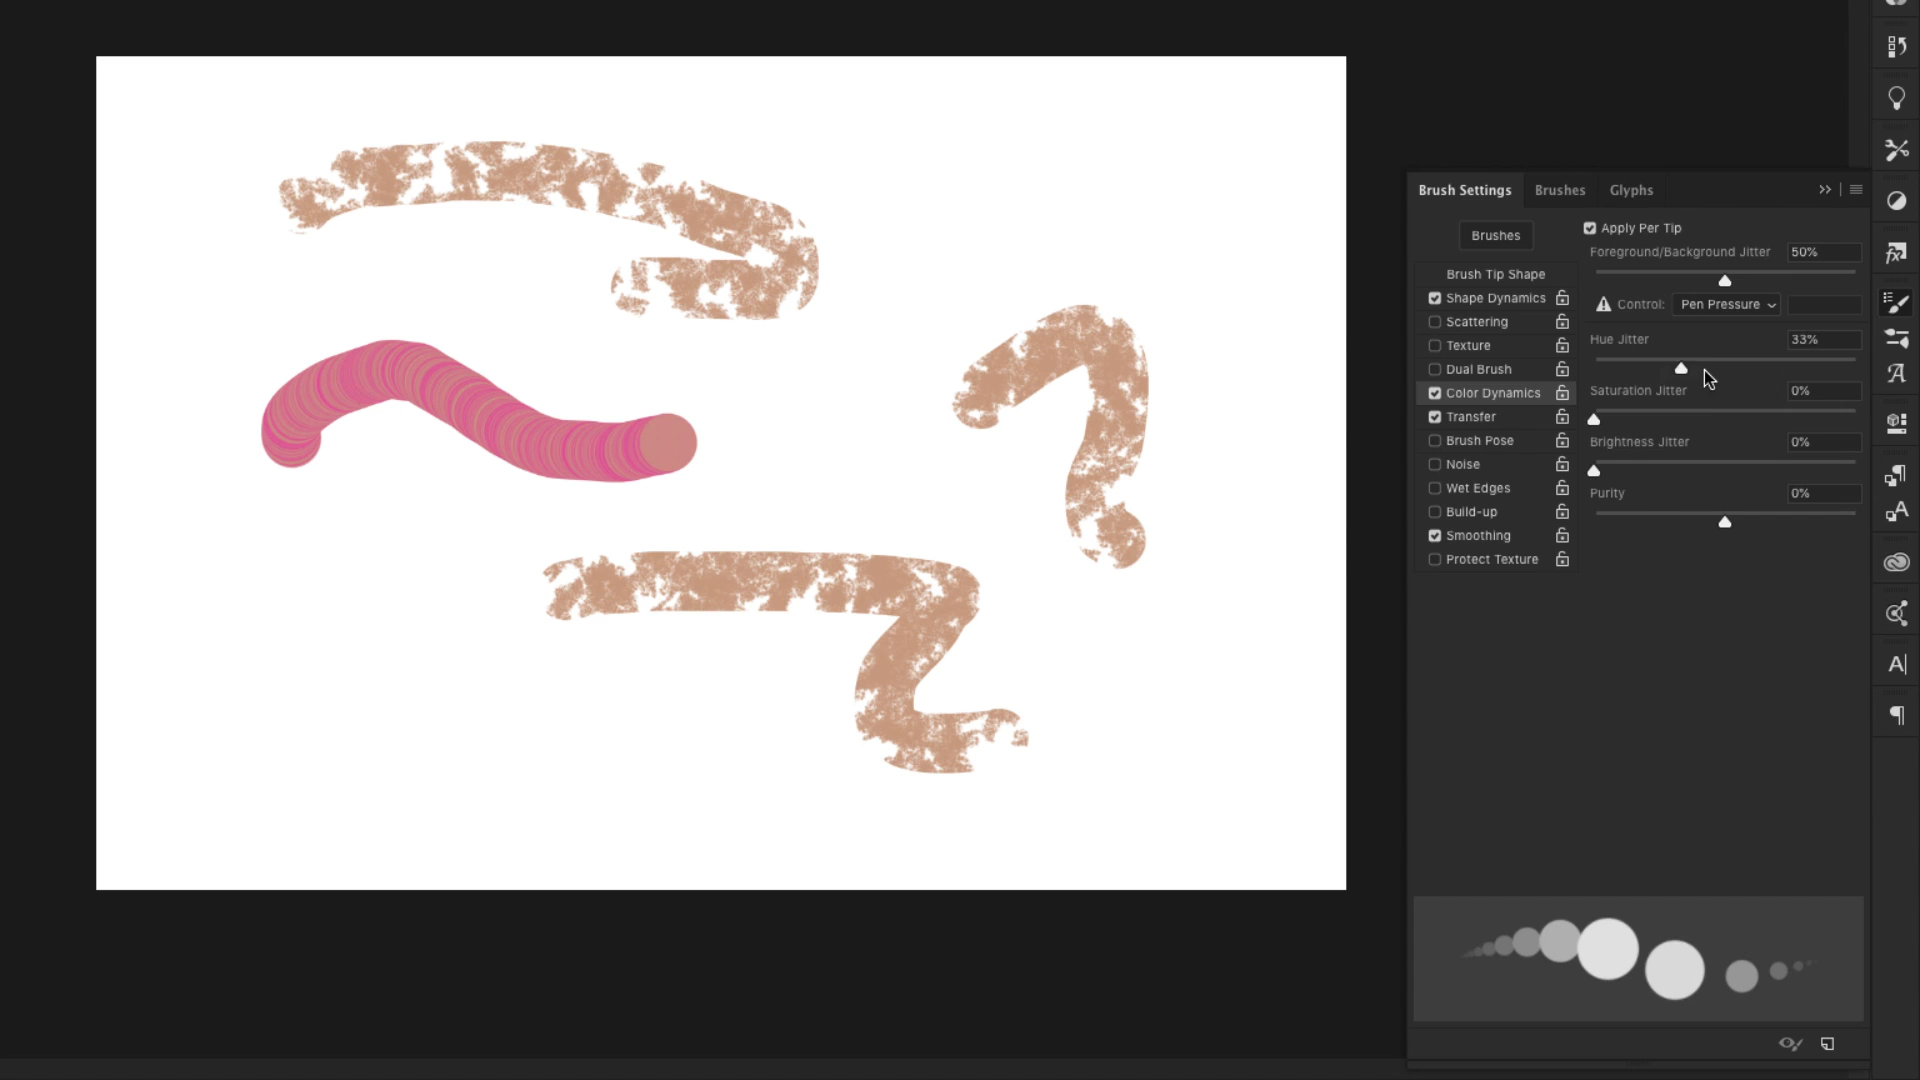 Brush Settings Brushes Glyphs
Brushes
Brush Tip Shape
Shape Dynamics
Scattering
Texture
Dual Brush
Color Dynamics
Transfer
Brush Pose
Noise
Wet Edges
Build-up
Smoothing
Protect Texture
Apply Per Tip
Foreground/Background Jitter 50%
Control: Pen Pressure
Hue Jitter 33%
Saturation Jitter 0%
Brightness Jitter 0%
Purity 0%